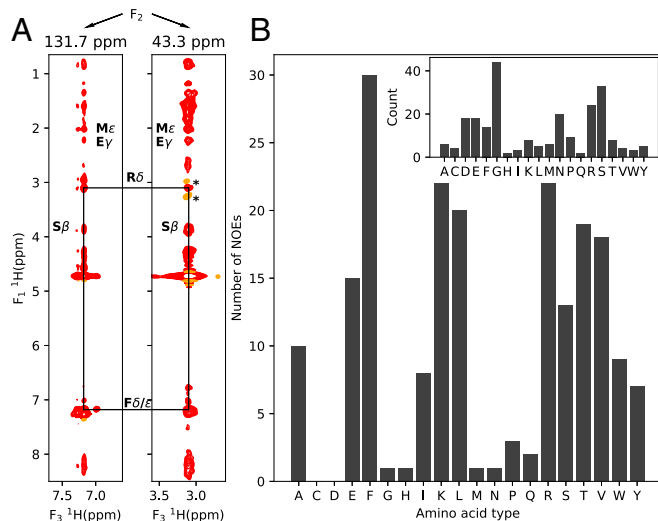 A
F₂
B
131.7 ppm
43.3 ppm
Mε
Eγ
Mε
Eγ
Rδ
*
*
Sβ
Sβ
Fδ/ε
F₁ ¹H(ppm)
1
2
3
4
5
6
7
8
7.5 7.0
3.5 3.0
F₃ ¹H(ppm)
F₃ ¹H(ppm)
Number of NOEs
30
25
20
15
10
5
0
A C D E F G H I K L M N P Q R S T V W Y
Amino acid type
Count
40
20
0
A C D E F G H I K L M N P Q R S T V W Y